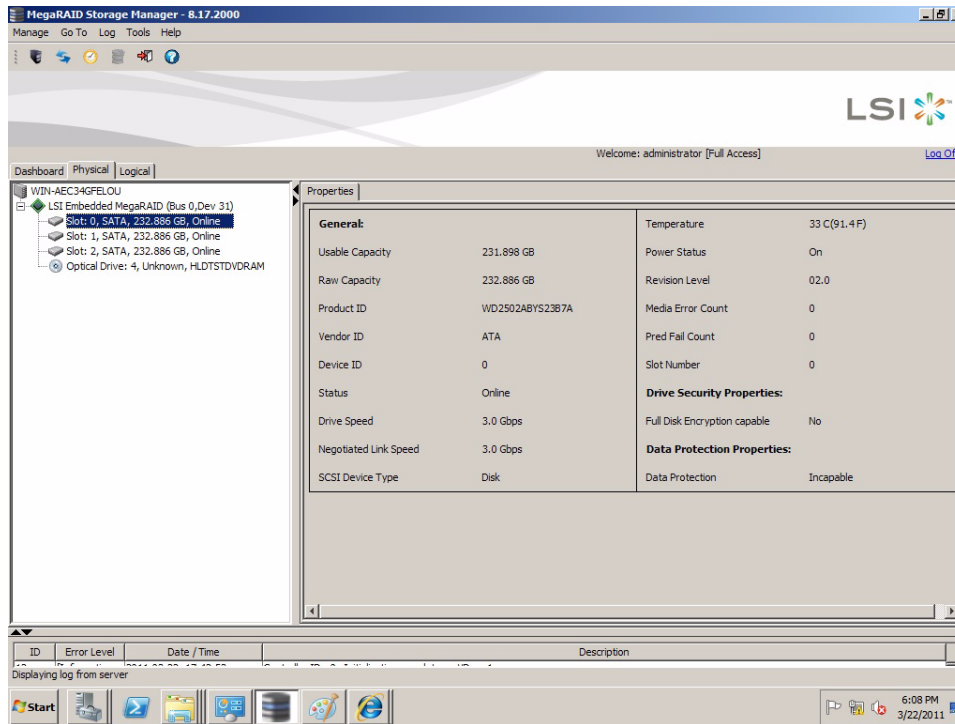 MegaRAID Storage Manager - 8.17.2000
Manage Go To Log Tools Help
LSI
Welcome: administrator [Full Access]
Log Of
Dashboard Physical Logical
WIN-AEC34GFELOU
LSI Embedded MegaRAID (Bus 0,Dev 31)
Slot: 0, SATA, 232.886 GB, Online
Slot: 1, SATA, 232.886 GB, Online
Slot: 2, SATA, 232.886 GB, Online
Optical Drive: 4, Unknown, HLDTSTDVDRAM
Properties
General:
Usable Capacity 231.898 GB
Raw Capacity 232.886 GB
Product ID WD2502ABYS23B7A
Vendor ID ATA
Device ID 0
Status Online
Drive Speed 3.0 Gbps
Negotiated Link Speed 3.0 Gbps
SCSI Device Type Disk
Temperature 33 C(91.4 F)
Power Status On
Revision Level 02.0
Media Error Count 0
Pred Fail Count 0
Slot Number 0
Drive Security Properties:
Full Disk Encryption capable No
Data Protection Properties:
Data Protection Incapable
ID Error Level Date / Time Description
Displaying log from server
Start
6:08 PM
3/22/2011